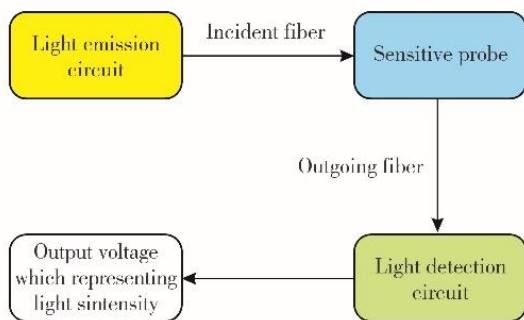 Light emission
circuit
Incident fiber
Sensitive probe
Outgoing fiber
Light detection
circuit
Output voltage
which representing
light sintensity